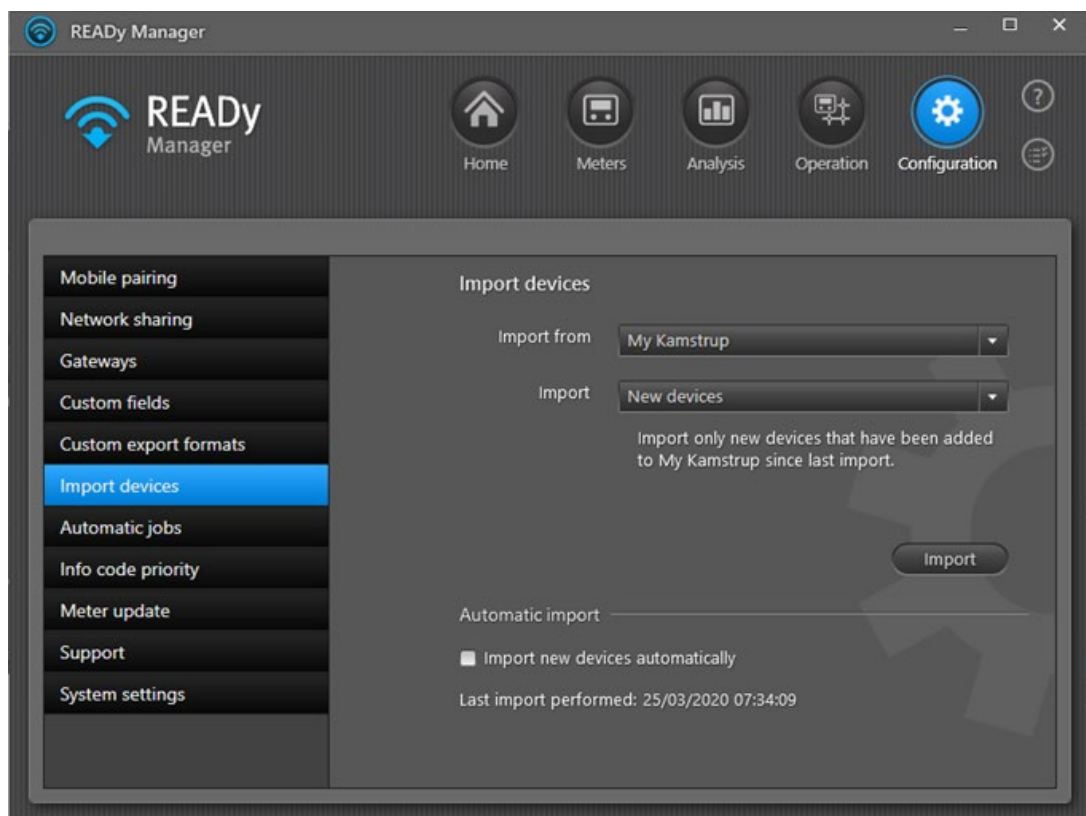 READy Manager
READy
Manager
Home
Meters
Analysis
Operation
Configuration
?
Mobile pairing
Network sharing
Gateways
Custom fields
Custom export formats
Import devices
Automatic jobs
Info code priority
Meter update
Support
System settings
Import devices
Import from
My Kamstrup
Import
New devices
Import only new devices that have been added
to My Kamstrup since last import.
Import
Automatic import
Import new devices automatically
Last import performed: 25/03/2020 07:34:09